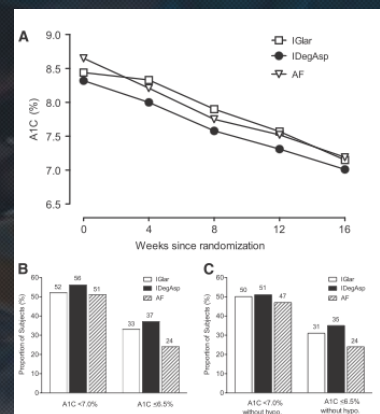 A
9.0
8.5
8.0
7.5
7.0
6.5
A1C (%)
IGlar
IDegAsp
AF
0 4 8 12 16
Weeks since randomization
B
Proportion of Subjects (%)
60
50
40
30
20
10
0
IGlar
IDegAsp
AF
52 56 51
33 37 24
A1C <7.0% A1C ≤6.5%
C
Proportion of Subjects (%)
60
50
40
30
20
10
0
IGlar
IDegAsp
AF
50 51 47
31 35 24
A1C <7.0% A1C ≤6.5%
without hypo. without hypo.